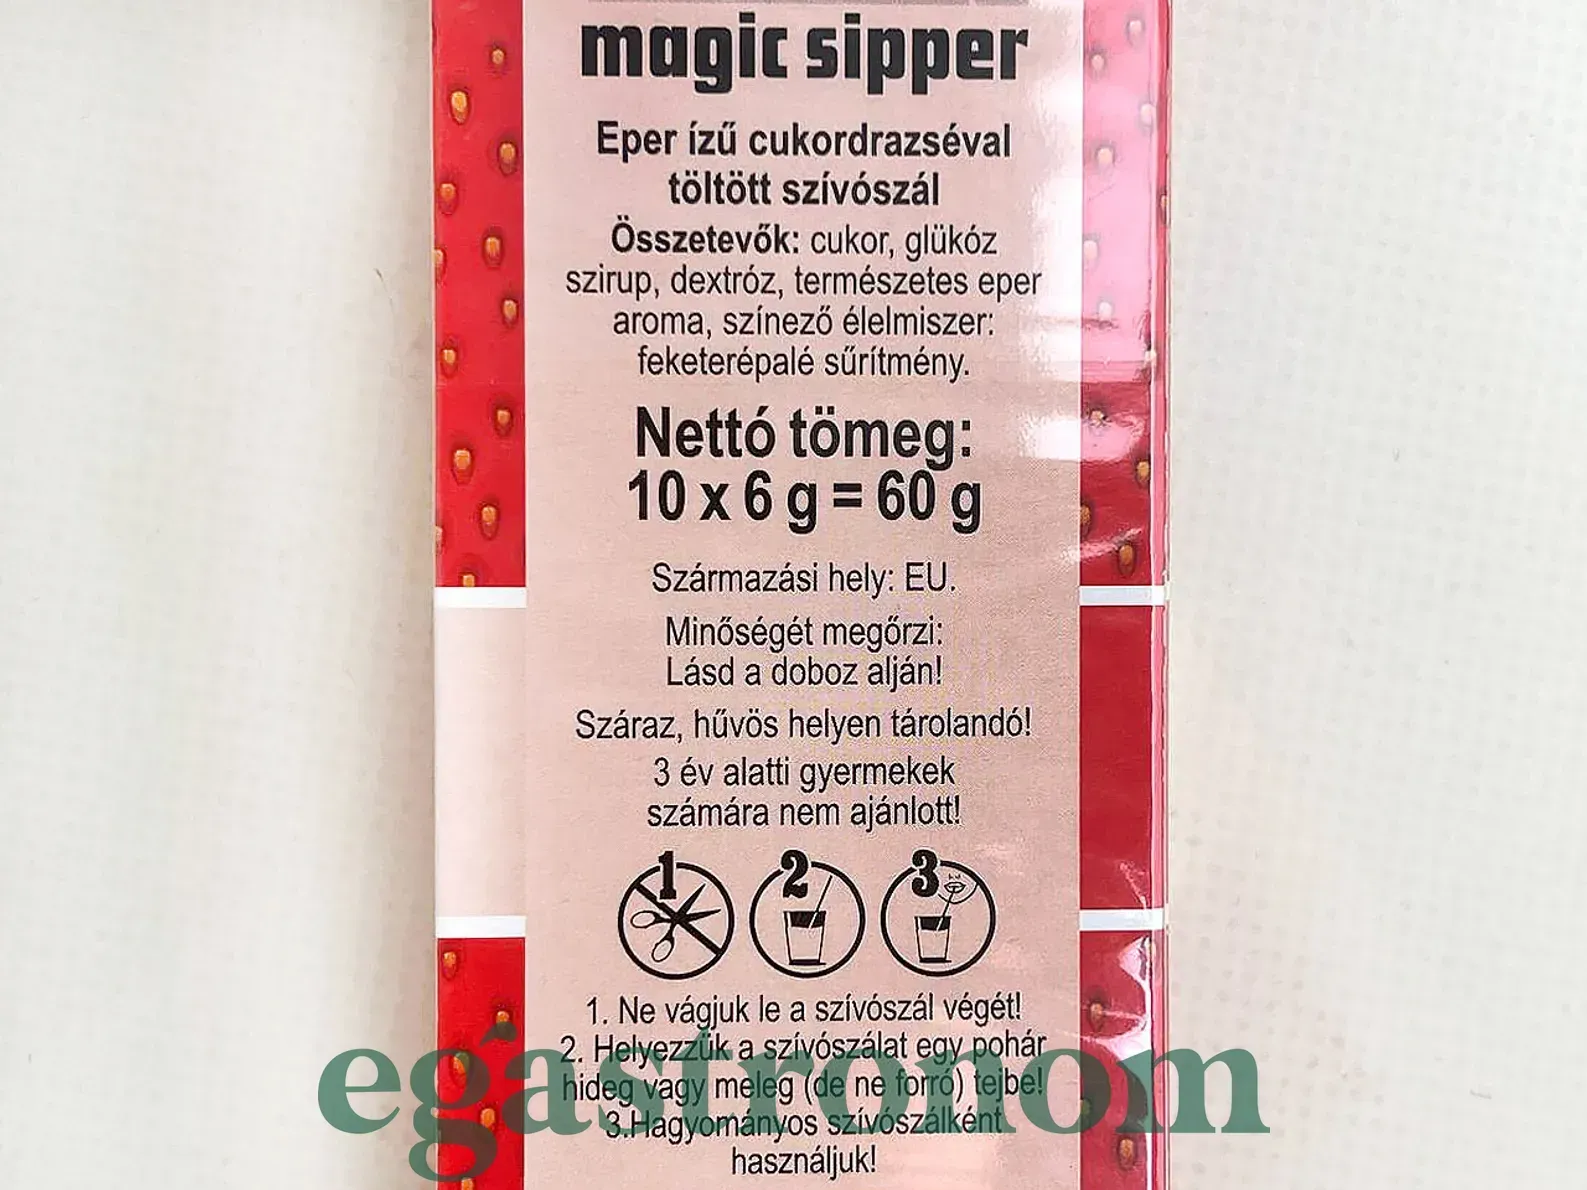 magic sipper
Eper ízű cukordrazséval
töltött szívószál
Összetevők: cukor, glükóz
szirup, dextróz, természetes eper
aroma, színező élelmiszer:
feketerépalé sűrítmény.
Nettó tömeg:
10 x 6 g = 60 g
Származási hely: EU.
Minőségét megőrzi:
Lásd a doboz alján!
Száraz, hűvös helyen tárolandó!
3 év alatti gyermekek
számára nem ajánlott!
1 2 3
1. Ne vágjuk le a szívószál végét!
2. Helyezzük a szívószálat egy pohár
hideg vagy meleg (de ne forró) tejbe!
3.Hagyományos szívószálként
használjuk!
egastronom